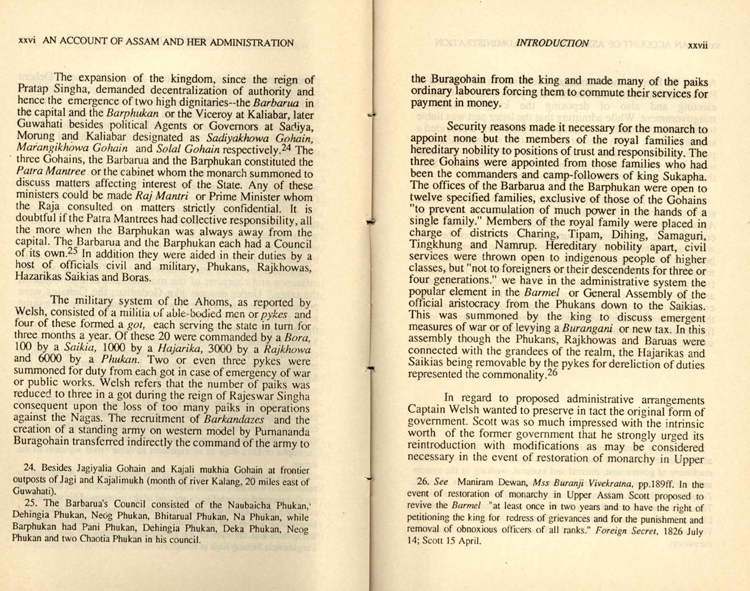 xxvi AN ACCOUNT OF ASSAM AND HER ADMINISTRATION
The expansion of the kingdom, since the reign of
Pratap Singha, demanded decentralization of authority and
hence the emergence of two high dignitaries--the Barbarua in
the capital and the Barphukan or the Viceroy at Kaliabar, later
Guwahati besides political Agents or Governors at Sadiya,
Morung and Kaliabar designated as Sadiyakhowa Gohain,
Marangikhowa Gohain and Solal Gohain respectively.24 The
three Gohains, the Barbarua and the Barphukan constituted the
Patra Mantree or the cabinet whom the monarch summoned to
discuss matters affecting interest of the State. Any of these
ministers could be made Raj Mantri or Prime Minister whom
the Raja consulted on matters strictly confidential. It is
doubtful if the Patra Mantrees had collective responsibility, all
the more when the Barphukan was always away from the
capital. The Barbarua and the Barphukan each had a Council
of its own.25 In addition they were aided in their duties by a
host of officials civil and military, Phukans, Rajkhowas,
Hazarikas Saikias and Boras.
The military system of the Ahoms, as reported by
Welsh, consisted of a militia of able-bodied men or pykes and
four of these formed a got, each serving the state in turn for
three months a year. Of these 20 were commanded by a Bora,
100 by a Saikia, 1000 by a Hajarika, 3000 by a Rajkhowa
and 6000 by a Phukan. Two or even three pykes were
summoned for duty from each got in case of emergency of war
or public works. Welsh refers that the number of paiks was
reduced to three in a got during the reign of Rajeswar Singha
consequent upon the loss of too many paiks in operations
against the Nagas. The recruitment of Barkandazes and the
creation of a standing army on western model by Purnananda
Buragohain transferred indirectly the command of the army to
24. Besides Jagiyalia Gohain and Kajali mukhia Gohain at frontier
outposts of Jagi and Kajalimukh (month of river Kalang, 20 miles east of
Guwahati).
25. The Barbarua's Council consisted of the Naubaicha Phukan,
Dehingia Phukan, Neog Phukan, Bhitarual Phukan, Na Phukan, while
Barphukan had Pani Phukan, Dehingia Phukan, Deka Phukan, Neog
Phukan and two Chaotia Phukan in his council.
INTRODUCTION xxvii
the Buragohain from the king and made many of the paiks
ordinary labourers forcing them to commute their services for
payment in money.
Security reasons made it necessary for the monarch to
appoint none but the members of the royal families and
hereditary nobility to positions of trust and responsibility. The
three Gohains were appointed from those families who had
been the commanders and camp-followers of king Sukapha.
The offices of the Barbarua and the Barphukan were open to
twelve specified families, exclusive of those of the Gohains
"to prevent accumulation of much power in the hands of a
single family." Members of the royal family were placed in
charge of districts Charing, Tipam, Dihing, Samaguri,
Tingkhung and Namrup. Hereditary nobility apart, civil
services were thrown open to indigenous people of higher
classes, but "not to foreigners or their descendents for three or
four generations." we have in the administrative system the
popular element in the Barmel or General Assembly of the
official aristocracy from the Phukans down to the Saikias.
This was summoned by the king to discuss emergent
measures of war or of levying a Burangani or new tax. In this
assembly though the Phukans, Rajkhowas and Baruas were
connected with the grandees of the realm, the Hajarikas and
Saikias being removable by the pykes for dereliction of duties
represented the commonality.26
In regard to proposed administrative arrangements
Captain Welsh wanted to preserve in tact the original form of
government. Scott was so much impressed with the intrinsic
worth of the former government that he strongly urged its
reintroduction with modifications as may be considered
necessary in the event of restoration of monarchy in Upper
26. See Maniram Dewan, Mss Buranji Vivekratna, pp.189ff. In the
event of restoration of monarchy in Upper Assam Scott proposed to
revive the Barmel "at least once in two years and to have the right of
petitioning the king for redress of grievances and for the punishment and
removal of obnoxious officers of all ranks." Foreign Secret, 1826 July
14; Scott 15 April.